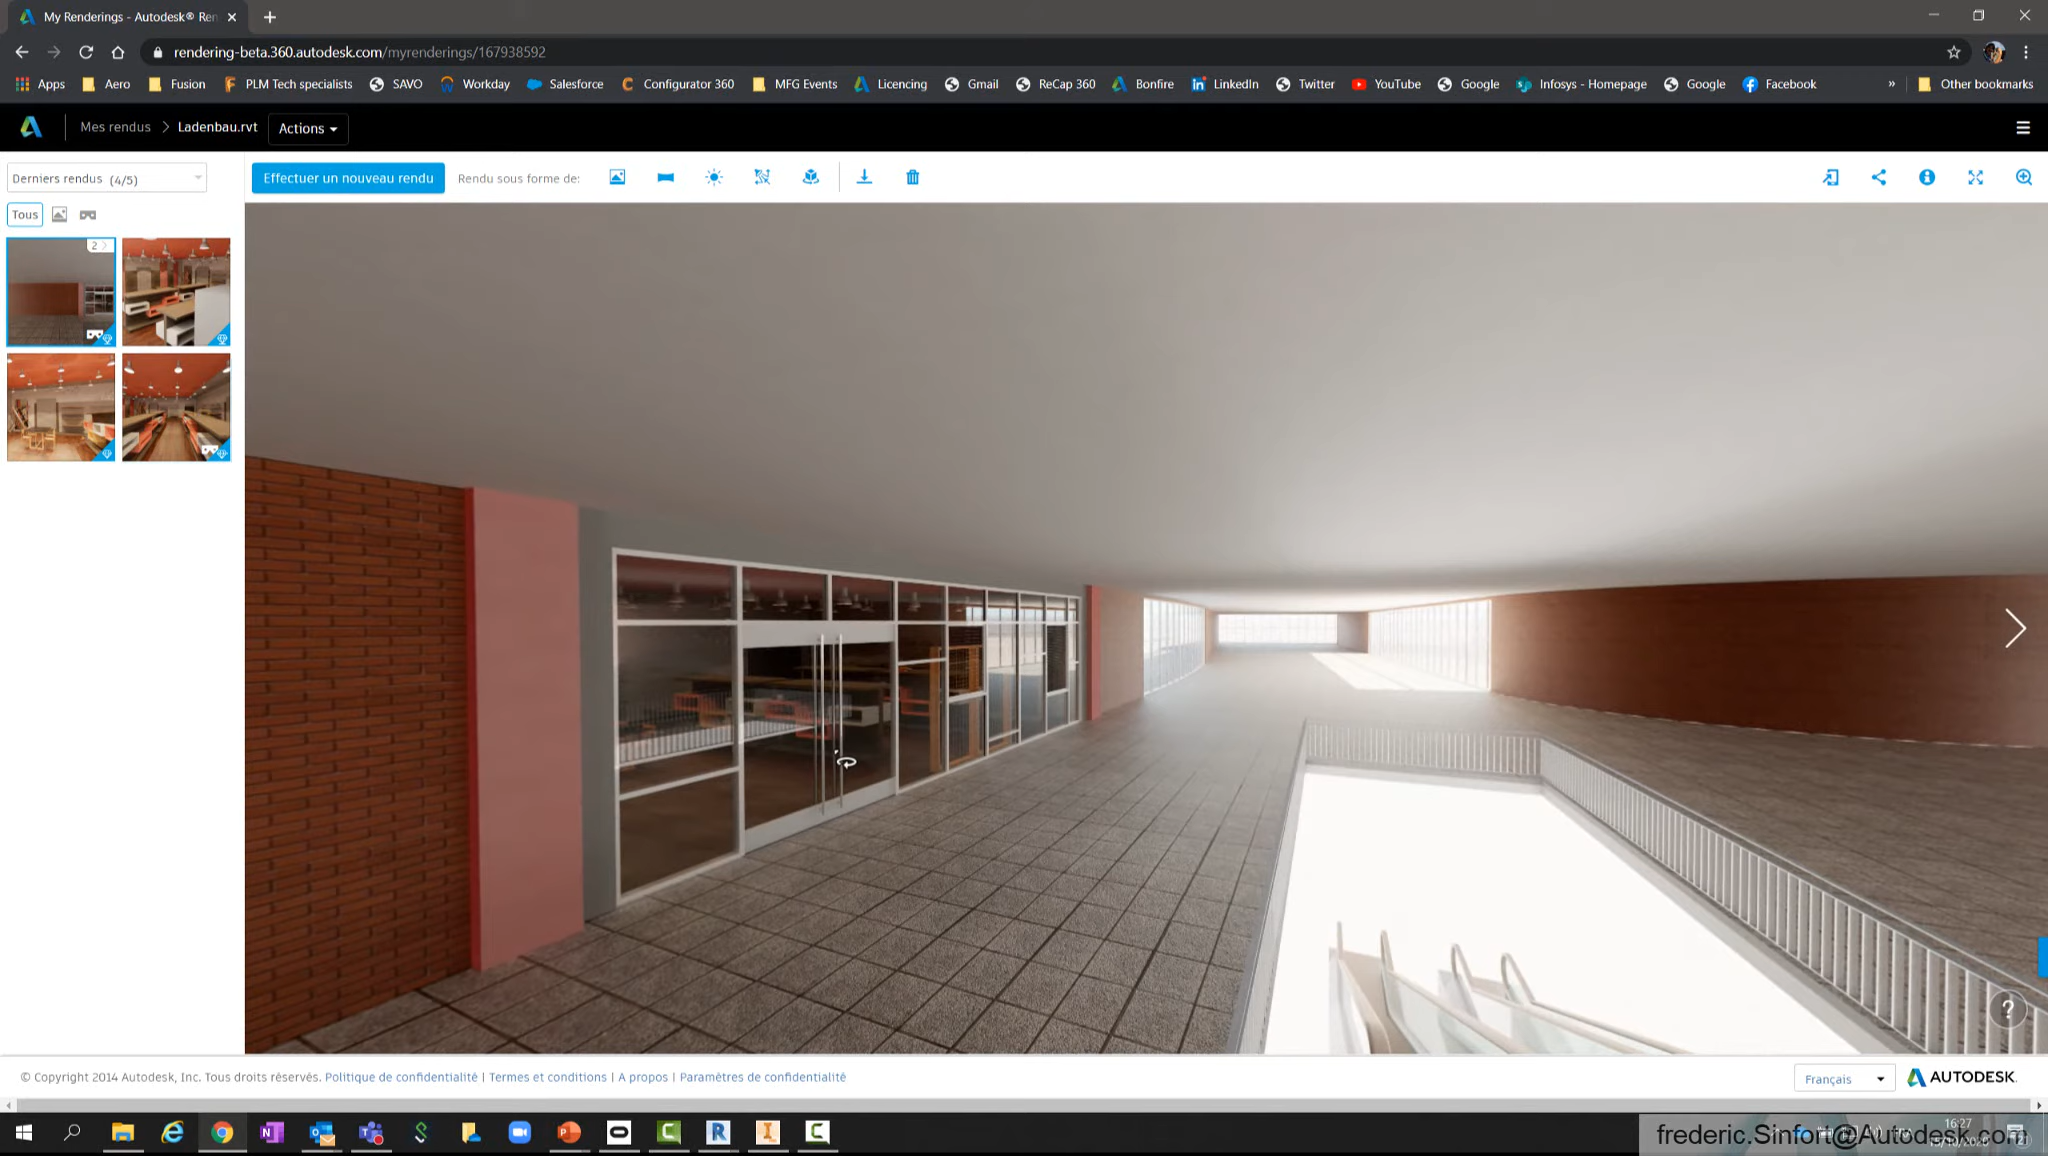 My Renderings - Autodesk® Ren
rendering-beta.360.autodesk.com/myrenderings/167938592
Apps Aero Fusion PLM Tech specialists SAVO Workday Salesforce Configurator 360 MFG Events Licencing Gmail ReCap 360 Bonfire LinkedIn Twitter YouTube Google Infosys - Homepage Google Facebook » Other bookmarks
Mes rendus > Ladenbau.rvt Actions
Derniers rendus (4/5)
Effectuer un nouveau rendu Rendu sous forme de:
Tous
2
?
© Copyright 2014 Autodesk, Inc. Tous droits réservés. Politique de confidentialité | Termes et conditions | A propos | Paramètres de confidentialité
Français
AUTODESK.
16:27
frederic.Sinfort@Autodesk.com